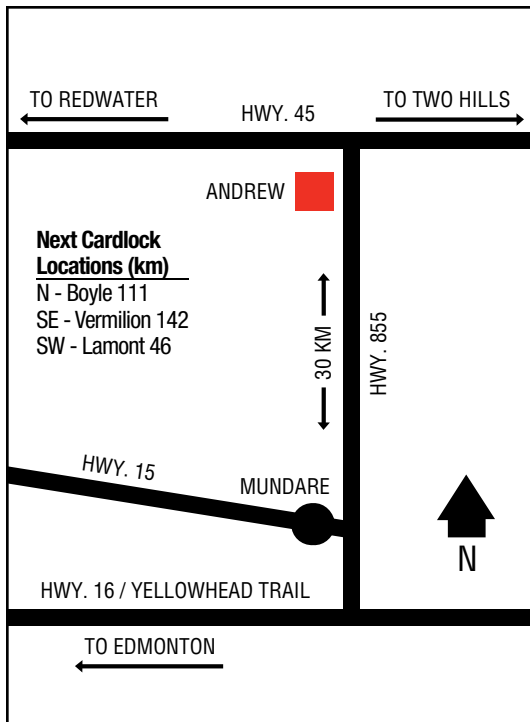 TO REDWATER
HWY. 45
TO TWO HILLS
ANDREW
Next Cardlock
Locations (km)
N - Boyle 111
SE - Vermilion 142
SW - Lamont 46
30 KM
HWY. 855
HWY. 15
MUNDARE
N
HWY. 16 / YELLOWHEAD TRAIL
TO EDMONTON